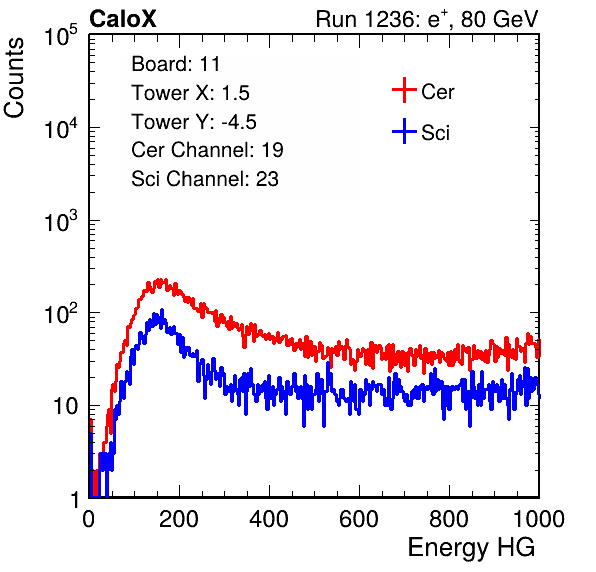 CaloX Run 1236: e⁺, 80 GeV
Counts
10⁵
10⁴
10³
10²
10
1
Board: 11
Tower X: 1.5
Tower Y: -4.5
Cer Channel: 19
Sci Channel: 23
Cer
Sci
0 200 400 600 800 1000
Energy HG